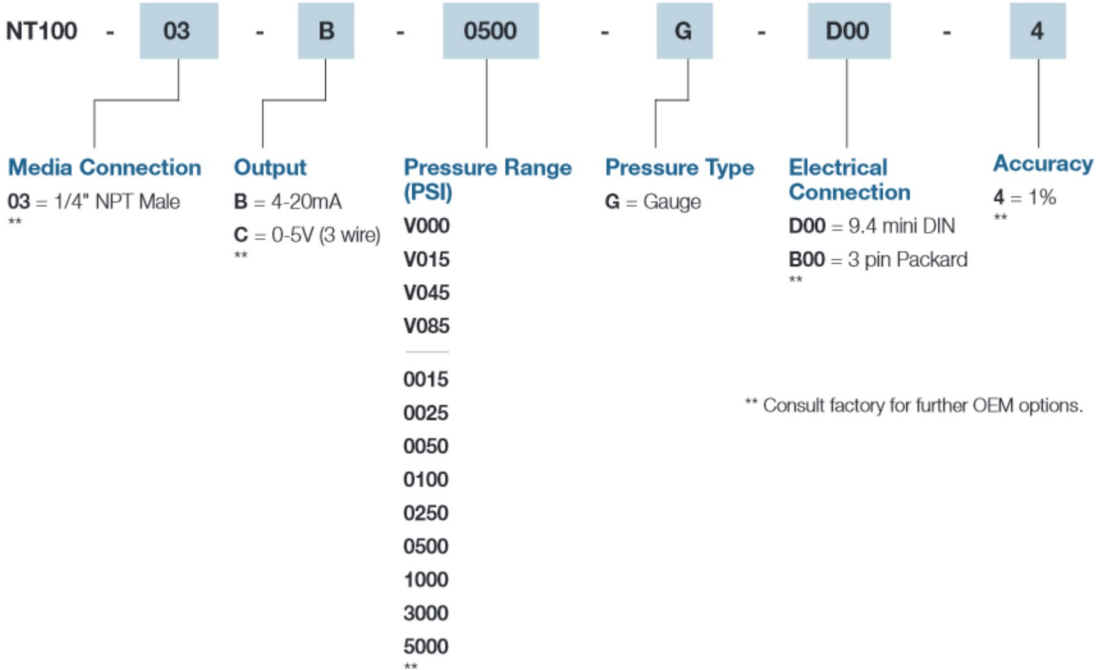 NT100 - 03 - B - 0500 - G - D00 - 4
Media Connection
03 = 1/4" NPT Male
**
Output
B = 4-20mA
C = 0-5V (3 wire)
**
Pressure Range
(PSI)
V000
V015
V045
V085
0015
0025
0050
0100
0250
0500
1000
3000
5000
**
Pressure Type
G = Gauge
Electrical
Connection
D00 = 9.4 mini DIN
B00 = 3 pin Packard
**
Accuracy
4 = 1%
**
** Consult factory for further OEM options.